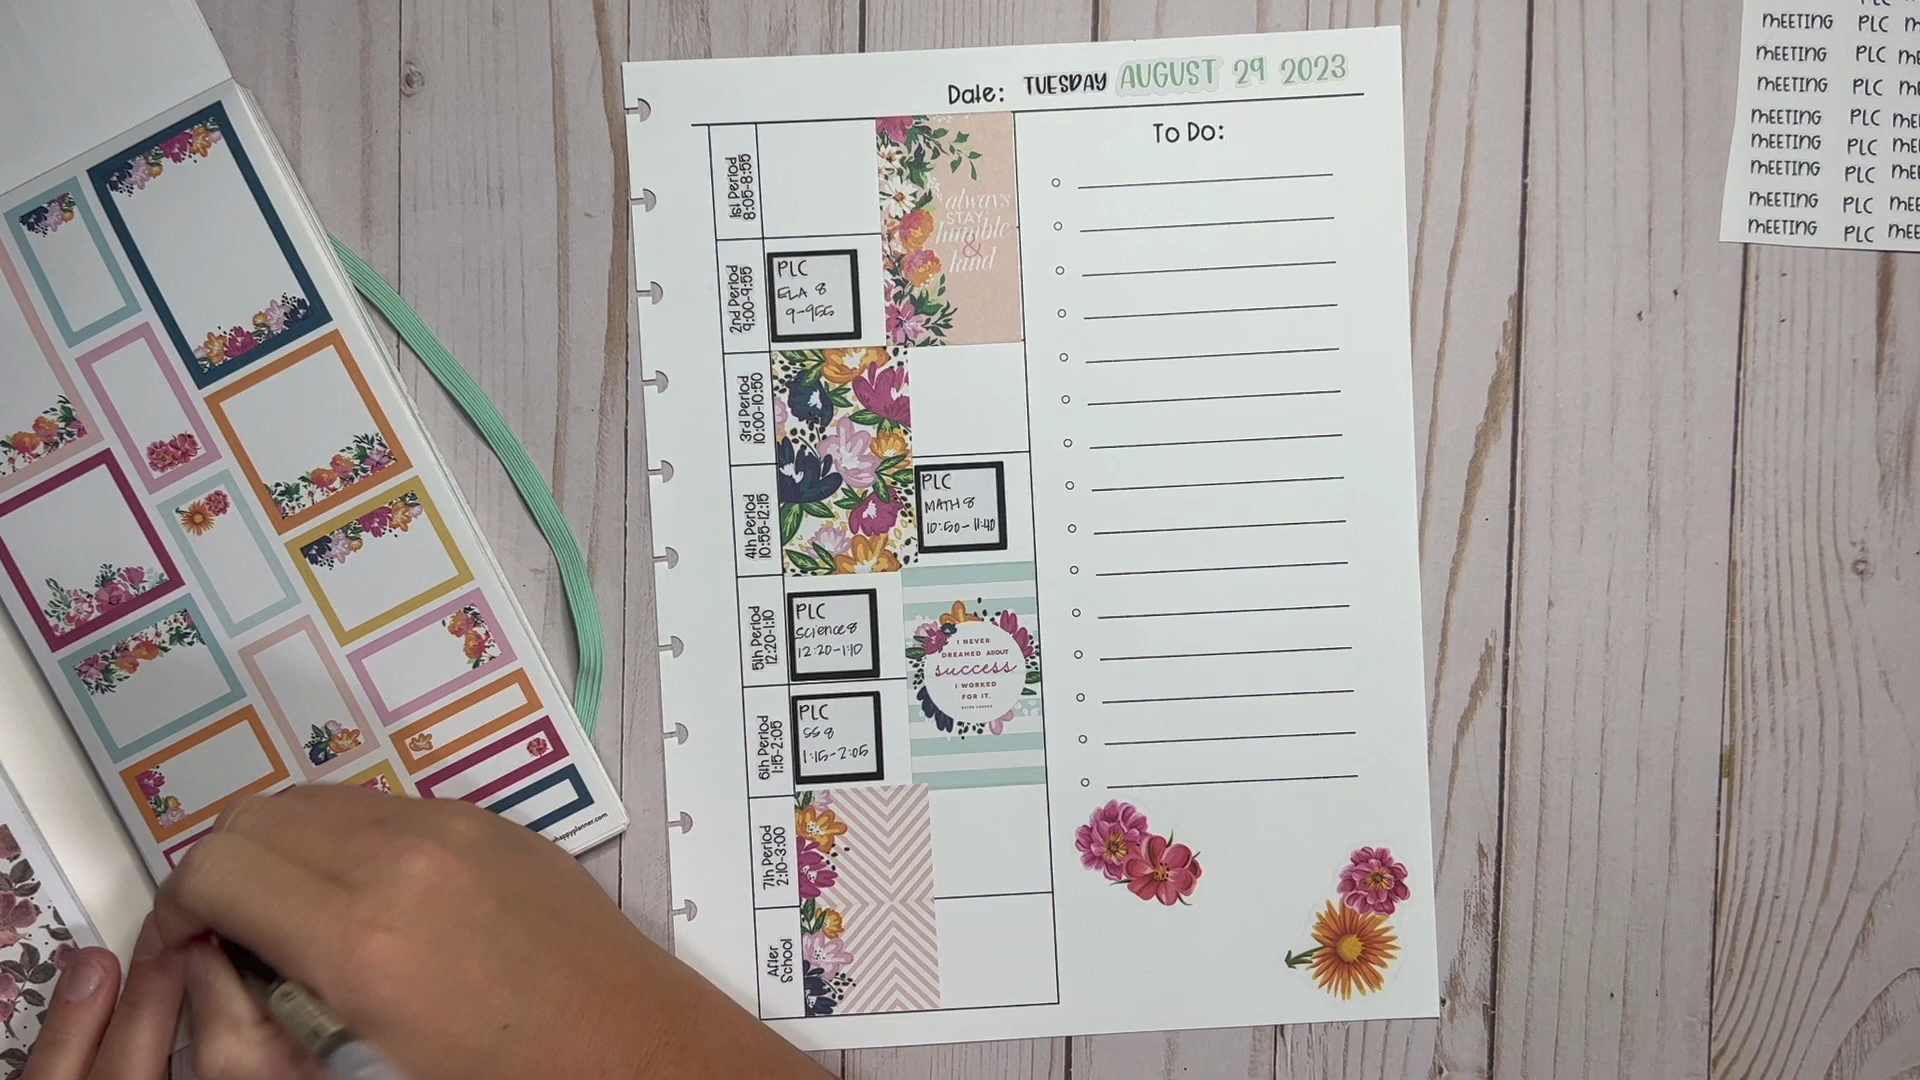 Date: TUESDAY AUGUST 29 2023
To Do:
1st Period
8:05-8:55
always
STAY
humble
&
kind
2nd Period
9:00-9:55
PLC
ELA 8
9-955
3rd Period
10:00-10:50
4th Period
10:55-12:15
PLC
MATH 8
10:50-11:40
5th Period
12:20-1:10
PLC
Science 8
12:20-1:10
I NEVER
DREAMED ABOUT
success.
I WORKED
FOR IT.
6th Period
1:15-2:05
PLC
SS 8
1:15-2:05
7th Period
2:10-3:00
After
School
happyplanner.com
PLC
MEETING PLC
MEETING PLC
MEETING PLC
MEETING PLC
MEETING PLC
MEETING PLC
MEETING PLC
MEETING PLC